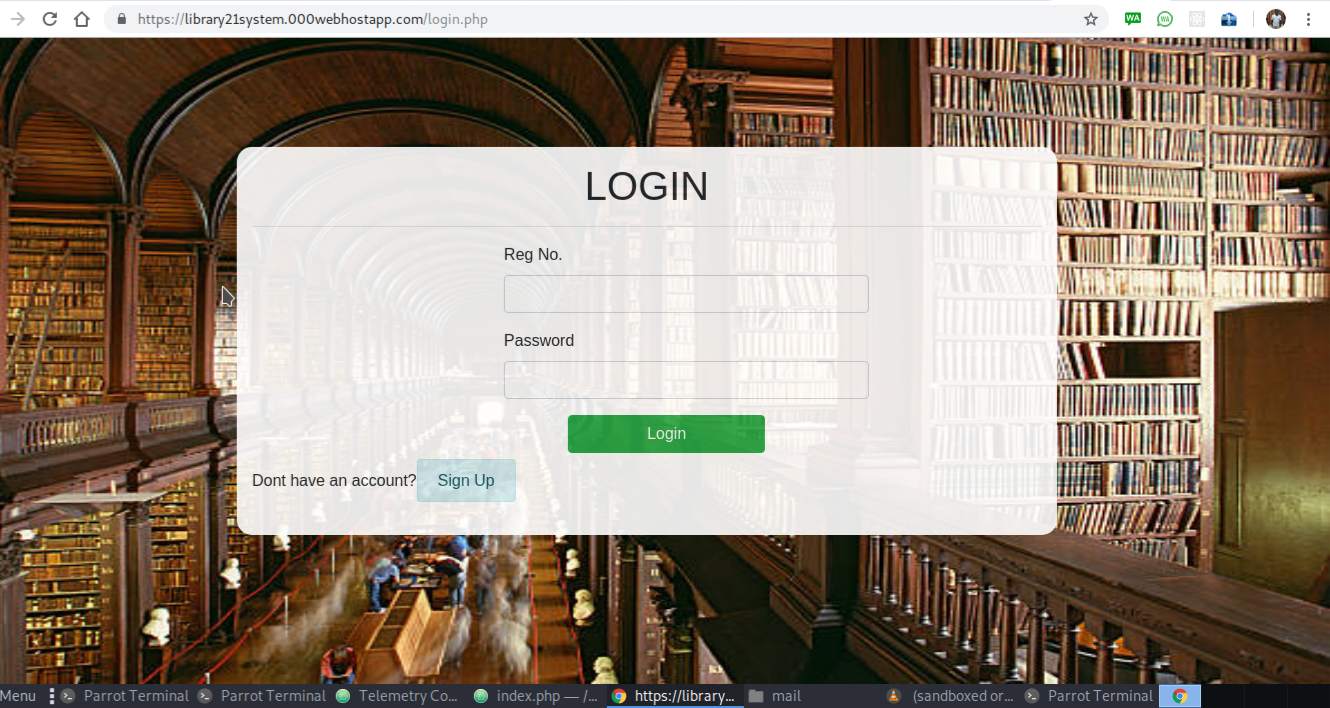 https://library21system.000webhostapp.com/login.php
WA
LOGIN
Reg No.
Password
Login
Dont have an account? Sign Up
Menu Parrot Terminal Parrot Terminal Telemetry Co... index.php — /... https://library... mail (sandboxed or... Parrot Terminal